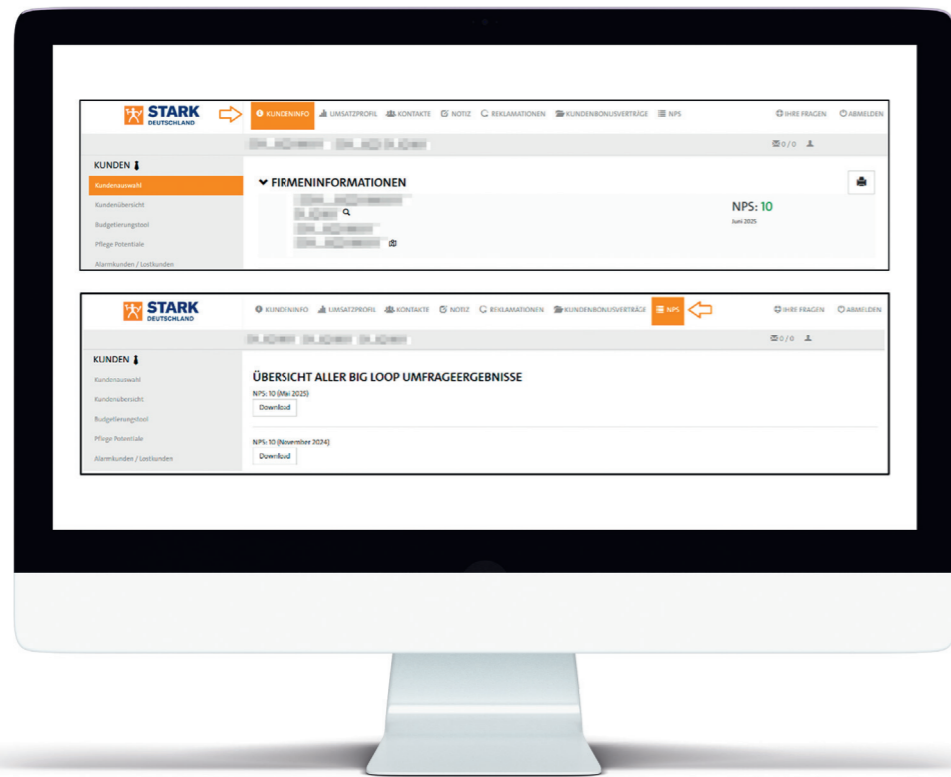 STARK
DEUTSCHLAND
KUNDENINFO UMSATZPROFIL KONTAKTE NOTIZ REKLAMATIONEN KUNDENBONUSVERTRÄGE NPS IHRE FRAGEN ABMELDEN
0/0
KUNDEN
Kundenauswahl
Kundenübersicht
Budgetierungstool
Pflege Potentiale
Alarmkunden / Lostkunden
FIRMENINFORMATIONEN
NPS: 10
Juni 2025
STARK
DEUTSCHLAND
KUNDENINFO UMSATZPROFIL KONTAKTE NOTIZ REKLAMATIONEN KUNDENBONUSVERTRÄGE NPS IHRE FRAGEN ABMELDEN
0/0
KUNDEN
Kundenauswahl
Kundenübersicht
Budgetierungstool
Pflege Potentiale
Alarmkunden / Lostkunden
ÜBERSICHT ALLER BIG LOOP UMFRAGEERGEBNISSE
NPS: 10 (Mai 2025)
Download
NPS: 10 (November 2024)
Download